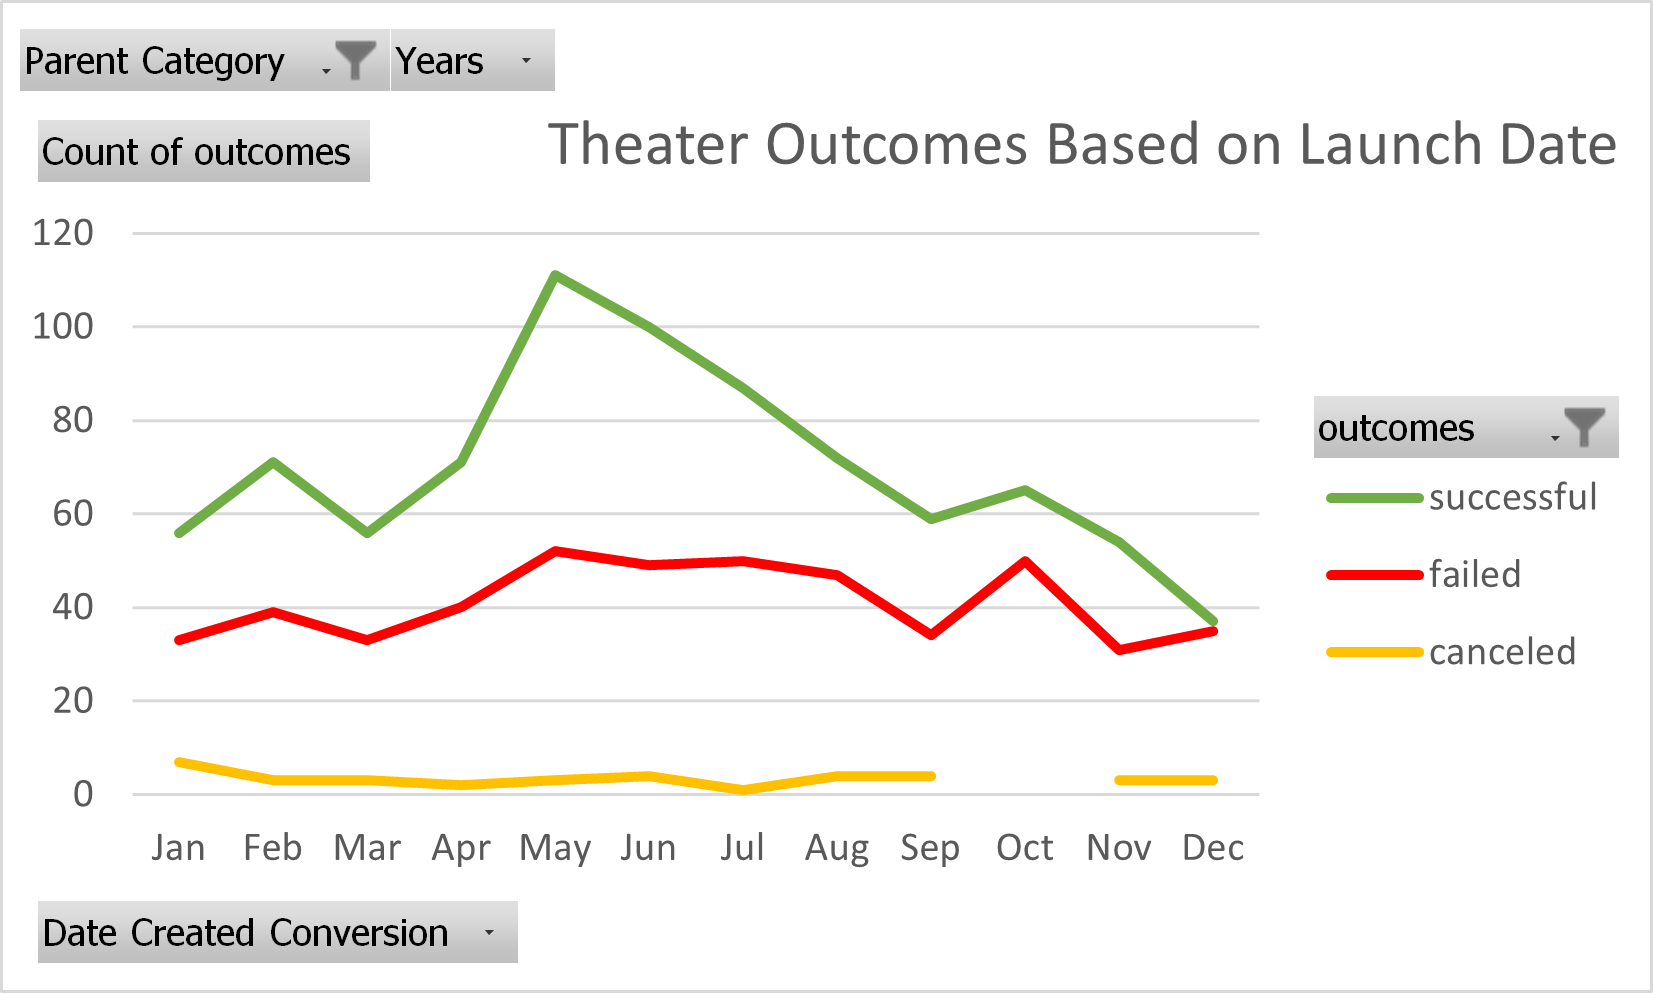 Parent Category
Years
Count of outcomes
Theater Outcomes Based on Launch Date
120
100
80
60
40
20
0
Jan Feb Mar Apr May Jun Jul Aug Sep Oct Nov Dec
outcomes
successful
failed
canceled
Date Created Conversion